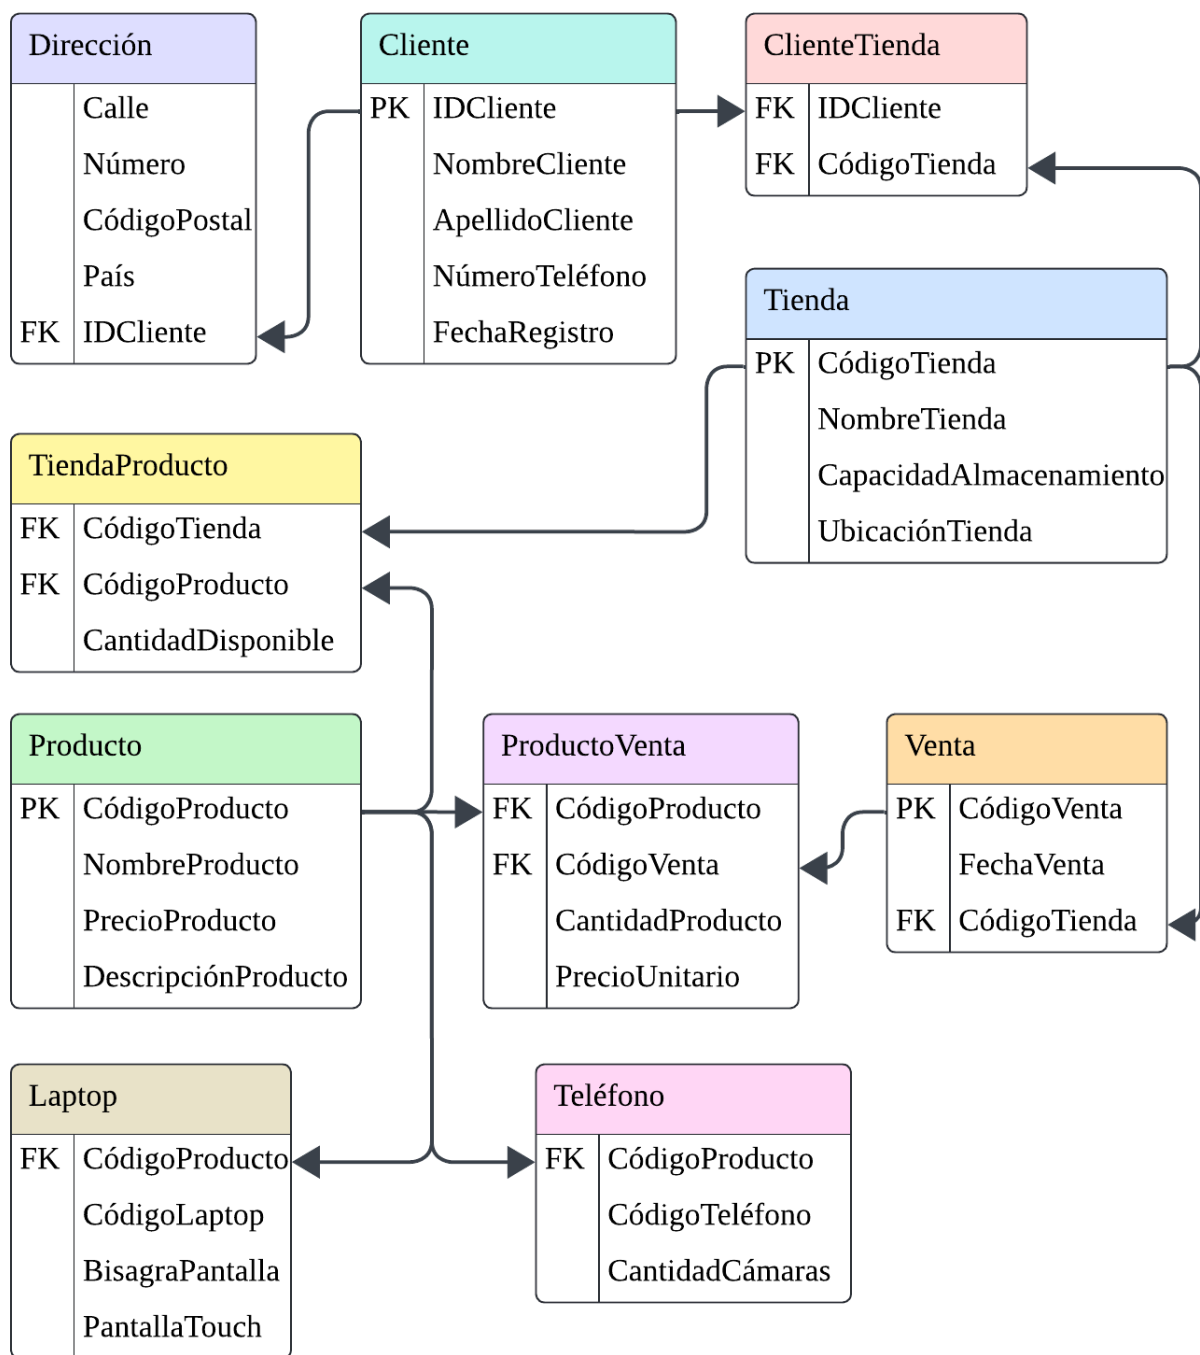 Dirección
Calle
Número
CódigoPostal
País
FK IDCliente
Cliente
PK IDCliente
NombreCliente
ApellidoCliente
NúmeroTeléfono
FechaRegistro
ClienteTienda
FK IDCliente
FK CódigoTienda
Tienda
PK CódigoTienda
NombreTienda
CapacidadAlmacenamiento
UbicaciónTienda
TiendaProducto
FK CódigoTienda
FK CódigoProducto
CantidadDisponible
Producto
PK CódigoProducto
NombreProducto
PrecioProducto
DescripciónProducto
ProductoVenta
FK CódigoProducto
FK CódigoVenta
CantidadProducto
PrecioUnitario
Venta
PK CódigoVenta
FechaVenta
FK CódigoTienda
Laptop
FK CódigoProducto
CódigoLaptop
BisagraPantalla
PantallaTouch
Teléfono
FK CódigoProducto
CódigoTeléfono
CantidadCámaras